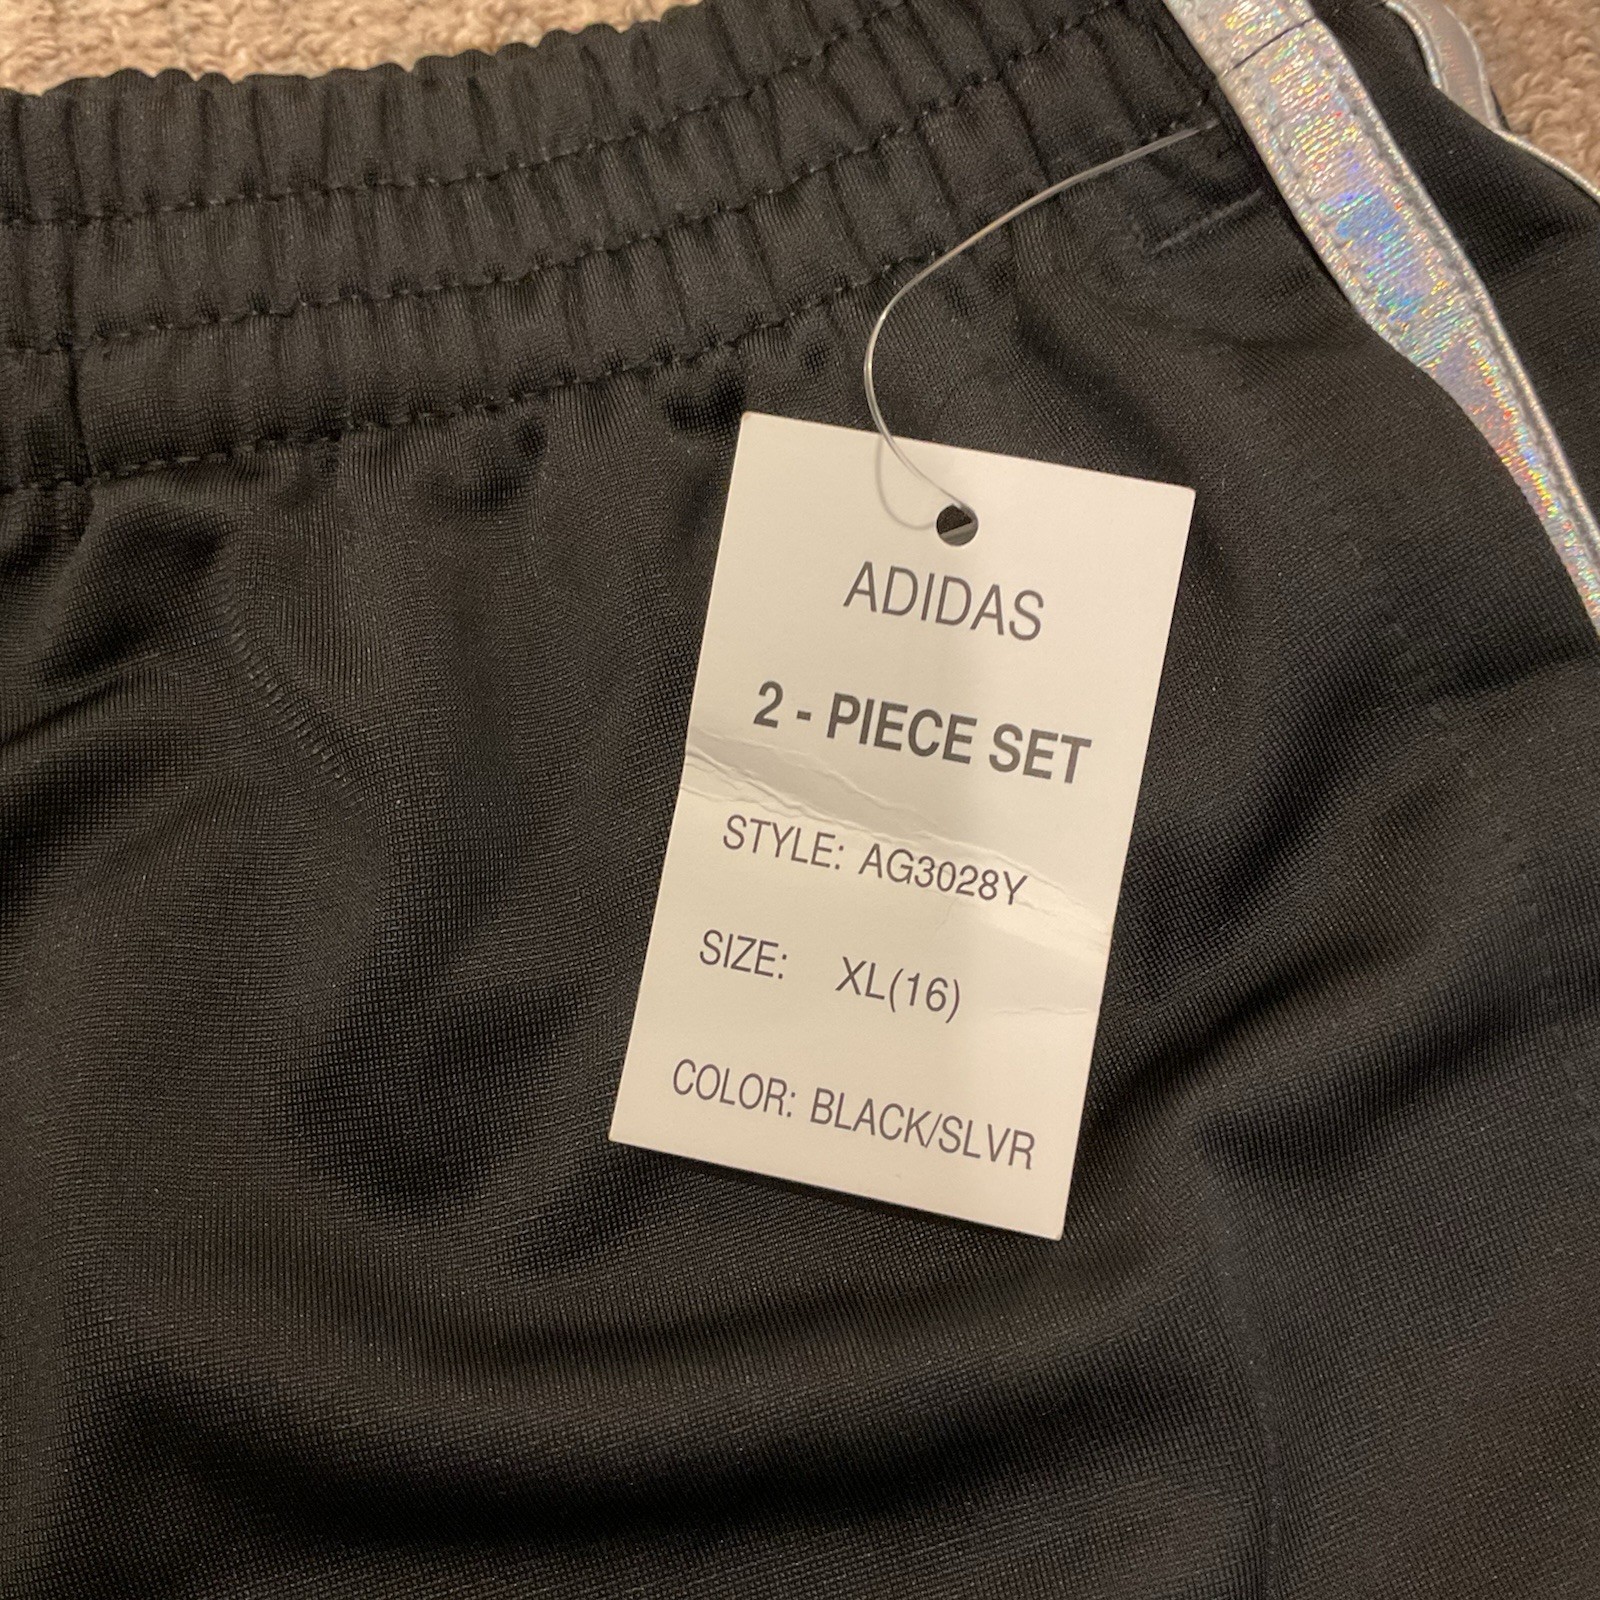 ADIDAS
2 - PIECE SET
STYLE: AG3028Y
SIZE: XL(16)
COLOR: BLACK/SLVR